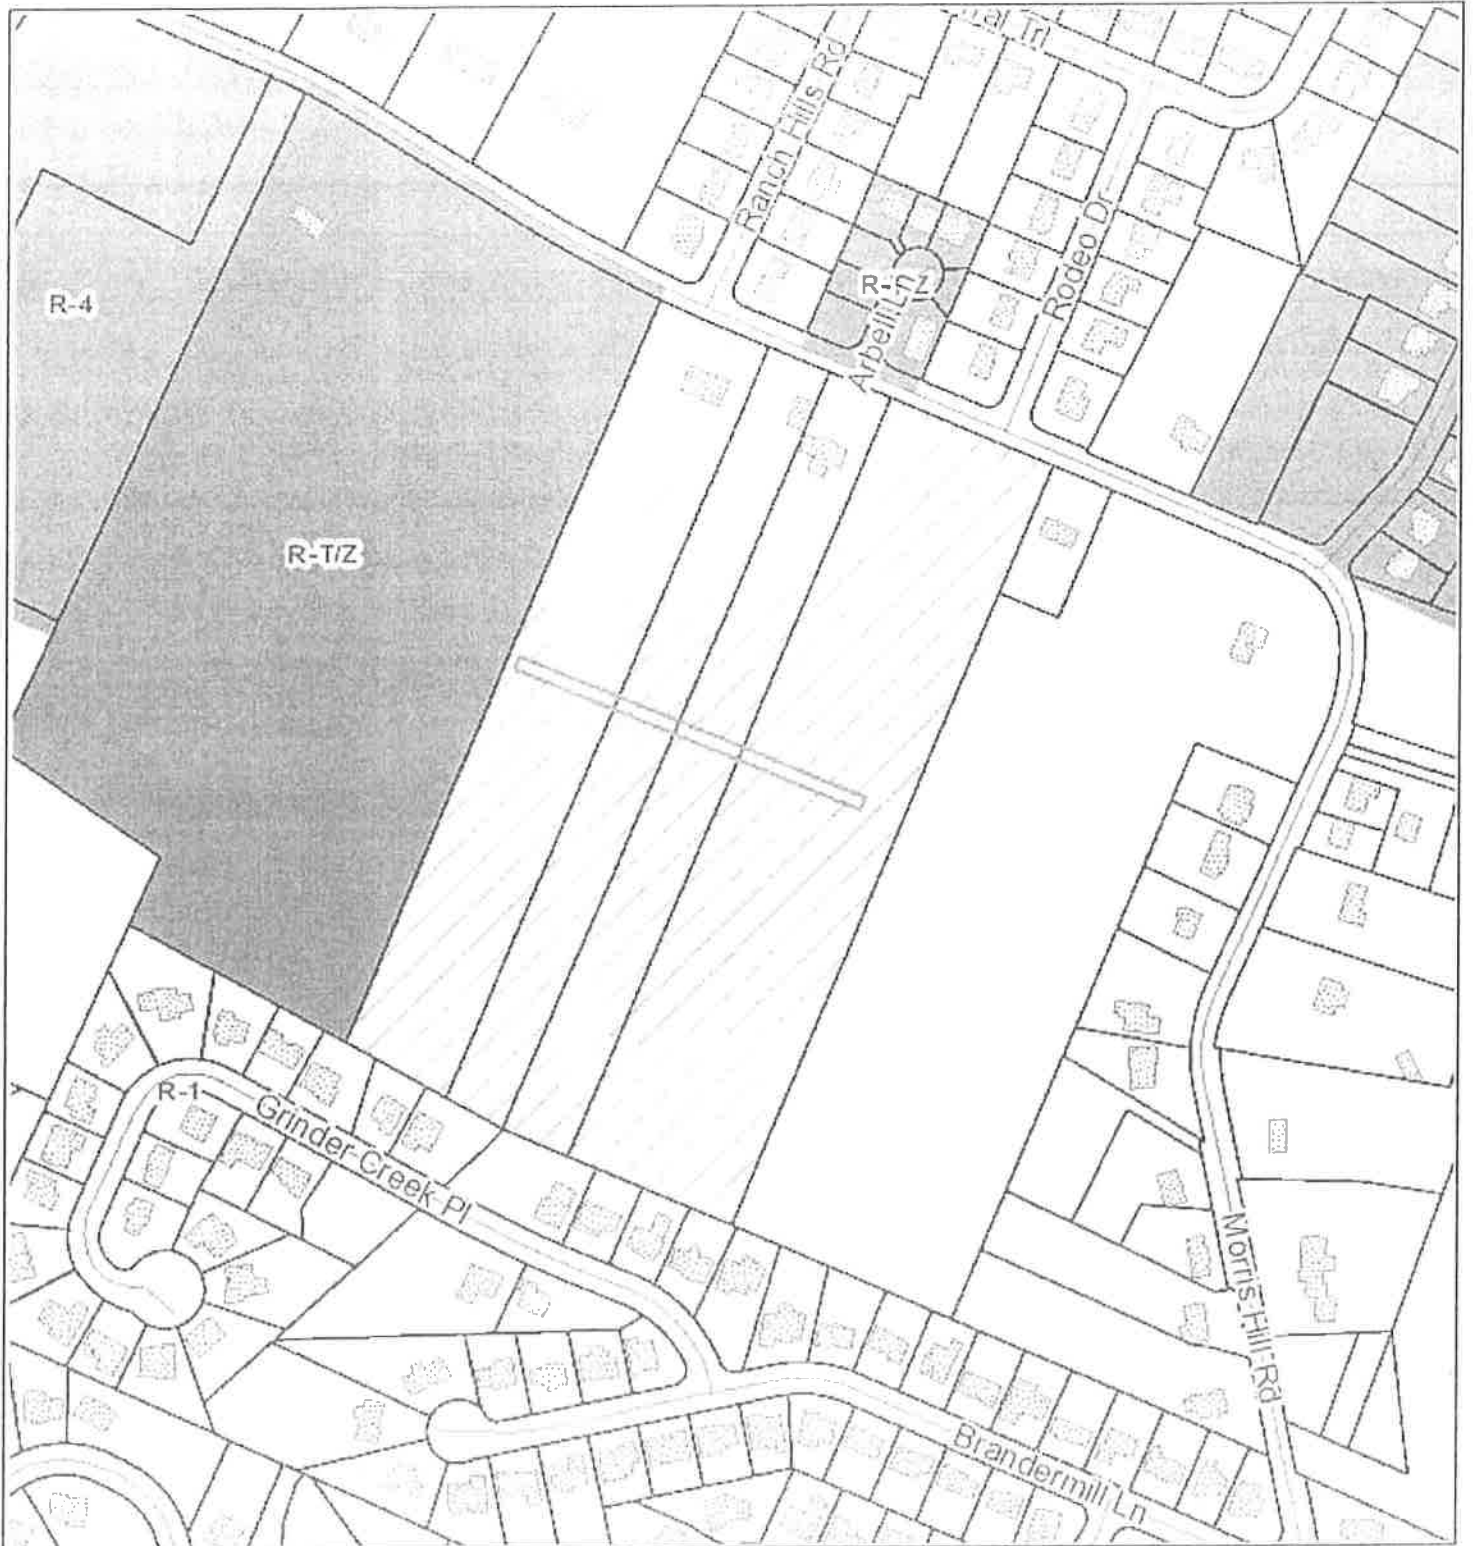 Ranch Hills Rd
Rodeo Dr
R-4
Arbell Ln
R-T/Z
R-1
Grinder Creek Pl
Morris Hill Rd
Brandermill Ln